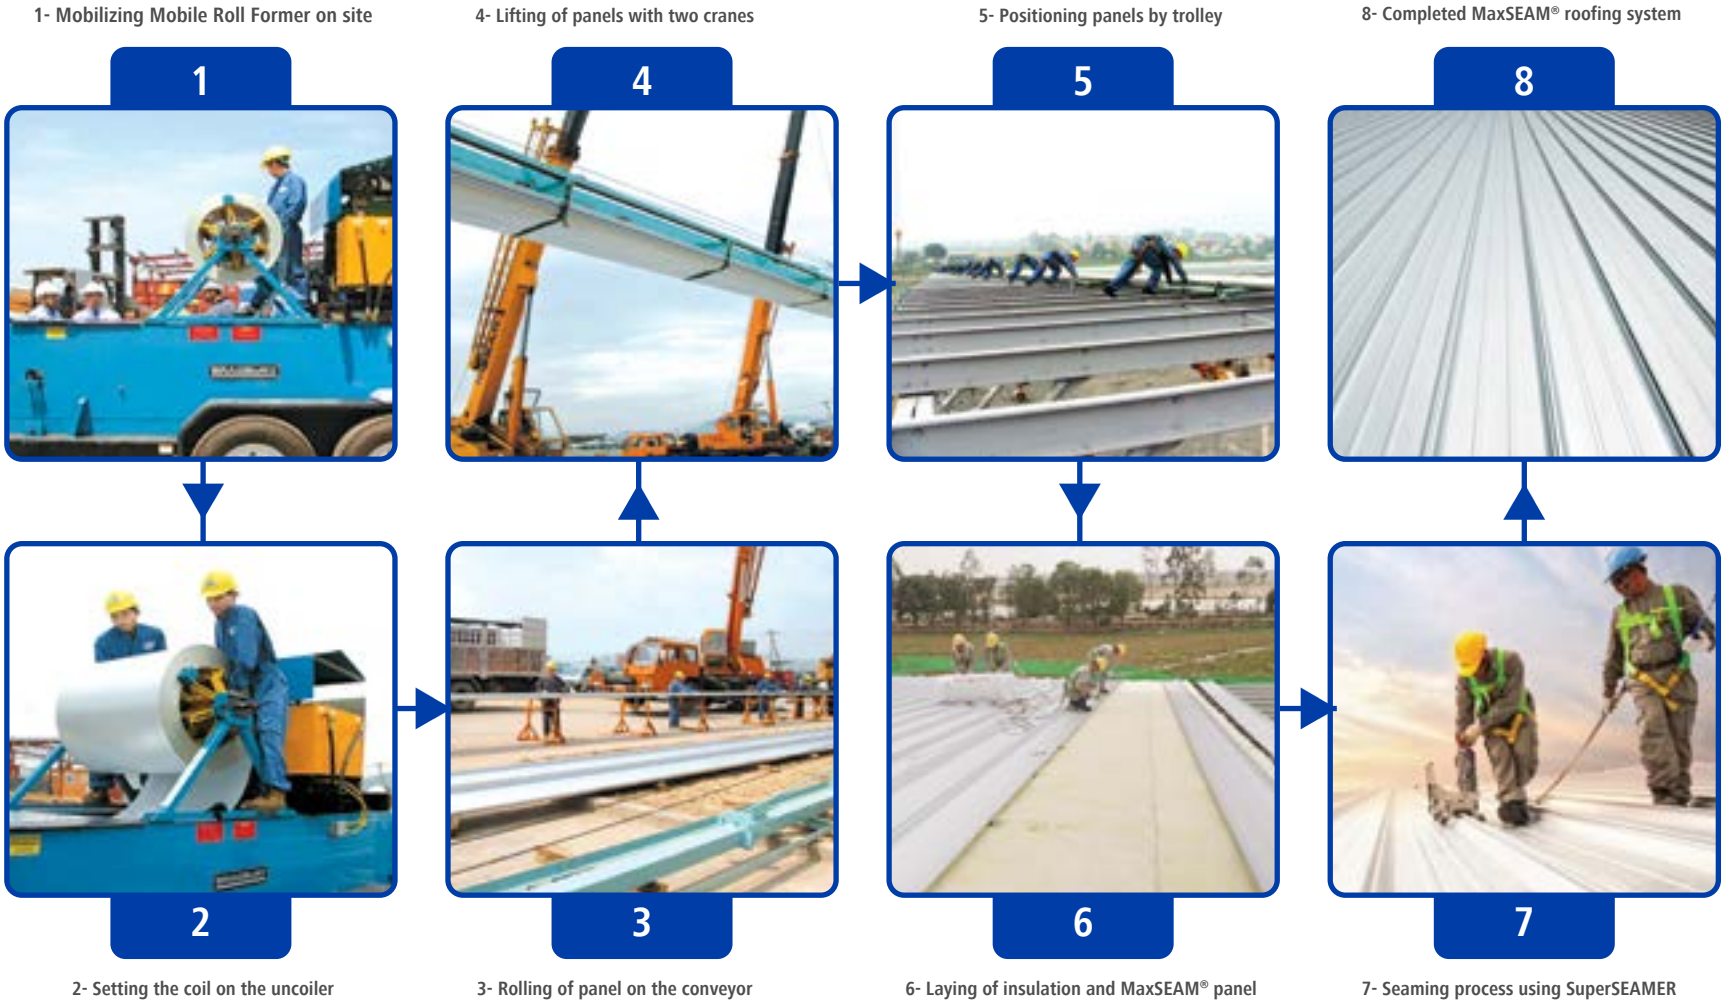 1- Mobilizing Mobile Roll Former on site
4- Lifting of panels with two cranes
5- Positioning panels by trolley
8- Completed MaxSEAM® roofing system
1
4
5
8
2
3
6
7
2- Setting the coil on the uncoiler
3- Rolling of panel on the conveyor
6- Laying of insulation and MaxSEAM® panel
7- Seaming process using SuperSEAMER